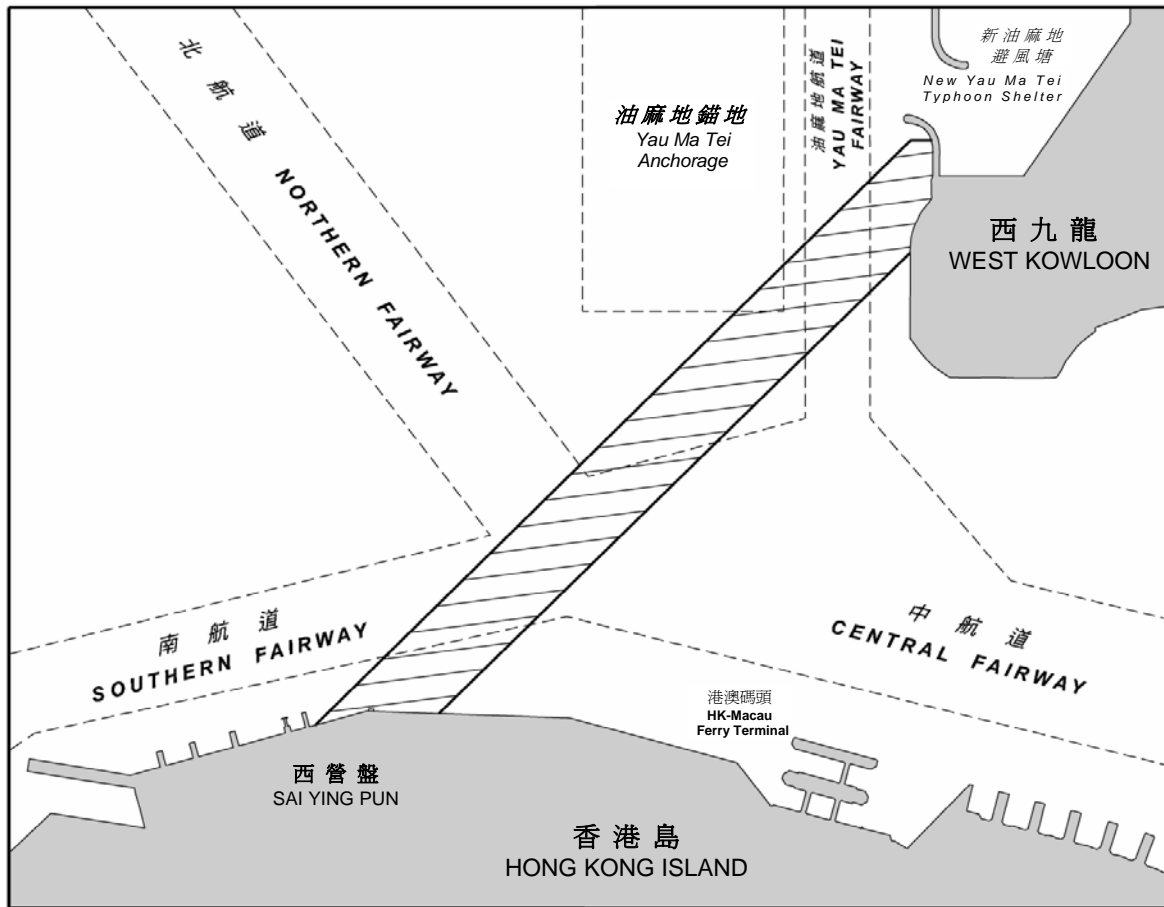 北航道
NORTHERN FAIRWAY
油麻地錨地
Yau Ma Tei
Anchorage
油麻地航道
YAU MA TEI
FAIRWAY
新油麻地
避風塘
New Yau Ma Tei
Typhoon Shelter
西九龍
WEST KOWLOON
南航道
SOUTHERN FAIRWAY
中航道
CENTRAL FAIRWAY
港澳碼頭
HK-Macau
Ferry Terminal
西營盤
SAI YING PUN
香港島
HONG KONG ISLAND